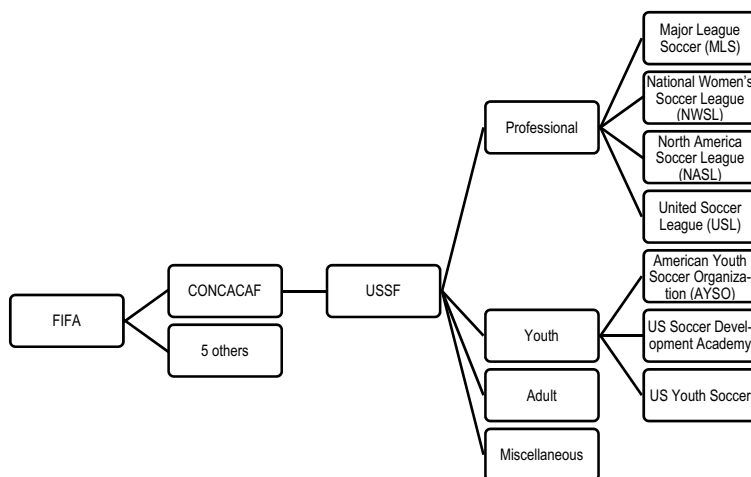 FIFA
CONCACAF
5 others
USSF
Professional
Major League
Soccer (MLS)
National Women's
Soccer League
(NWSL)
North America
Soccer League
(NASL)
United Soccer
League (USL)
Youth
American Youth
Soccer Organiza-
tion (AYSO)
US Soccer Devel-
opment Academy
US Youth Soccer
Adult
Miscellaneous